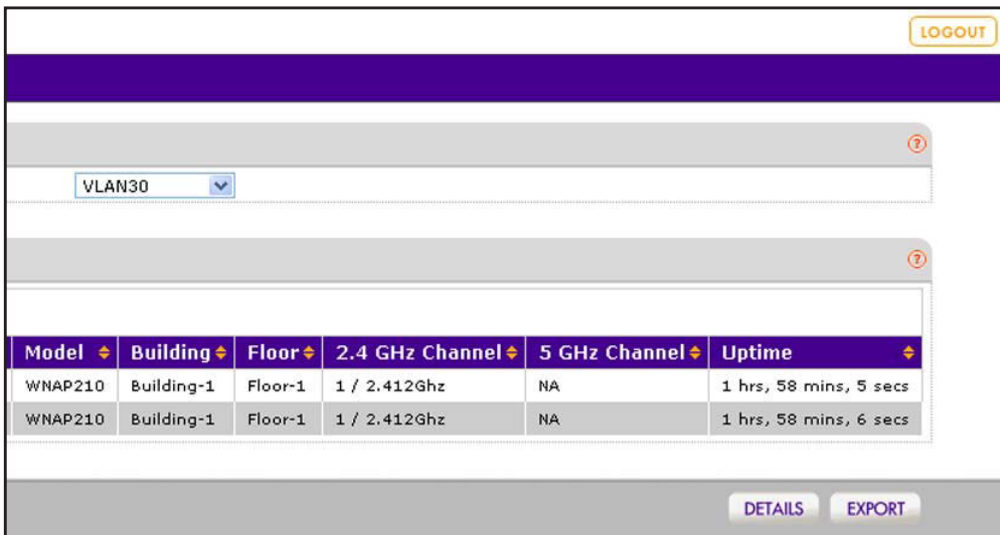 LOGOUT
?
VLAN30
?
Model Building Floor 2.4 GHz Channel 5 GHz Channel Uptime
WNAP210 Building-1 Floor-1 1 / 2.412Ghz NA 1 hrs, 58 mins, 5 secs
WNAP210 Building-1 Floor-1 1 / 2.412Ghz NA 1 hrs, 58 mins, 6 secs
DETAILS EXPORT